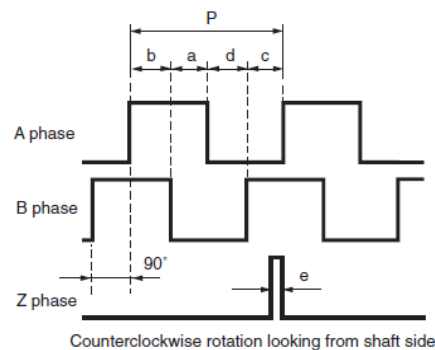 P
b a d c
A phase
B phase
90°
e
Z phase
Counterclockwise rotation looking from shaft side